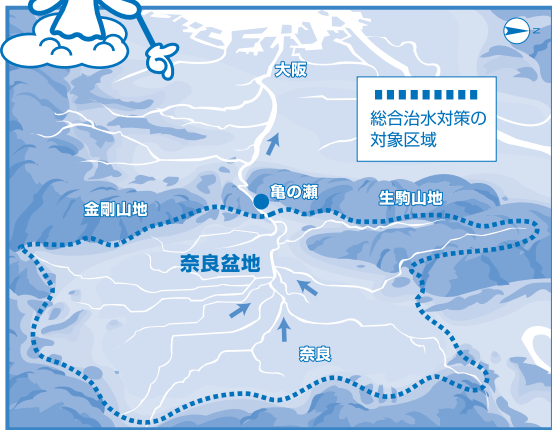 N
大阪
総合治水対策の
対象区域
亀の瀬
生駒山地
金剛山地
奈良盆地
奈良